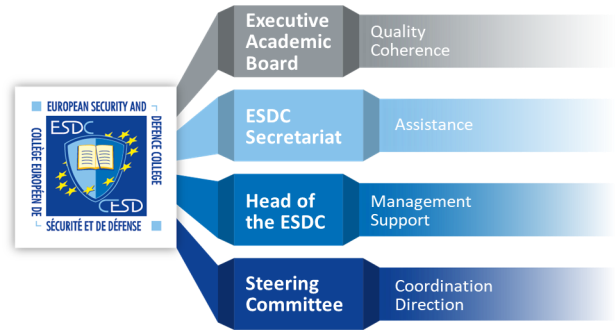 EUROPEAN SECURITY AND
DEFENCE COLLEGE
COLLÈGE EUROPÉEN DE
SÉCURITÉ ET DE DÉFENSE
ESDC
CESD
Executive
Academic
Board
Quality
Coherence
ESDC
Secretariat
Assistance
Head of
the ESDC
Management
Support
Steering
Committee
Coordination
Direction